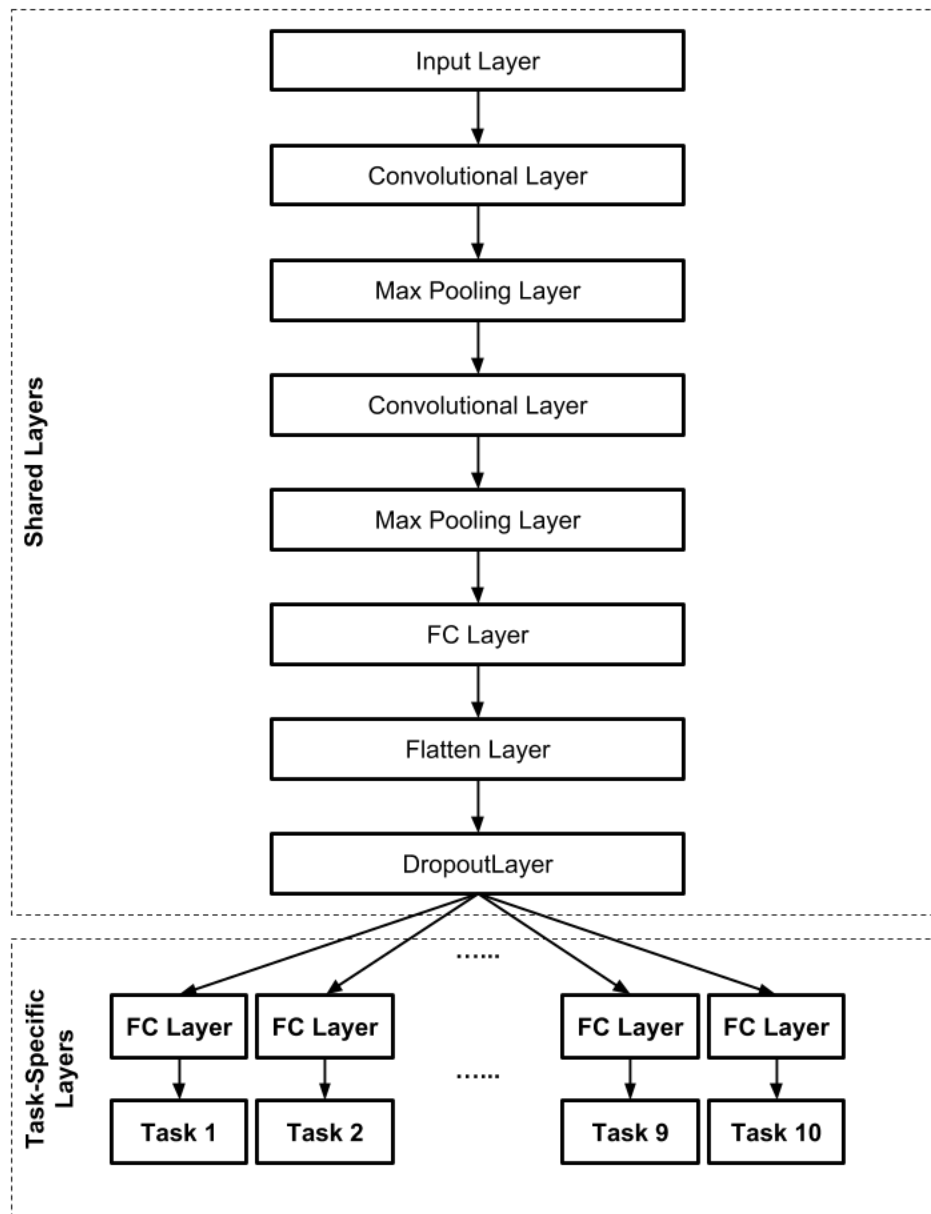 Input Layer
Convolutional Layer
Max Pooling Layer
Convolutional Layer
Max Pooling Layer
FC Layer
Flatten Layer
DropoutLayer
Shared Layers
......
FC Layer FC Layer FC Layer FC Layer
......
Task 1 Task 2 Task 9 Task 10
Task-Specific
Layers